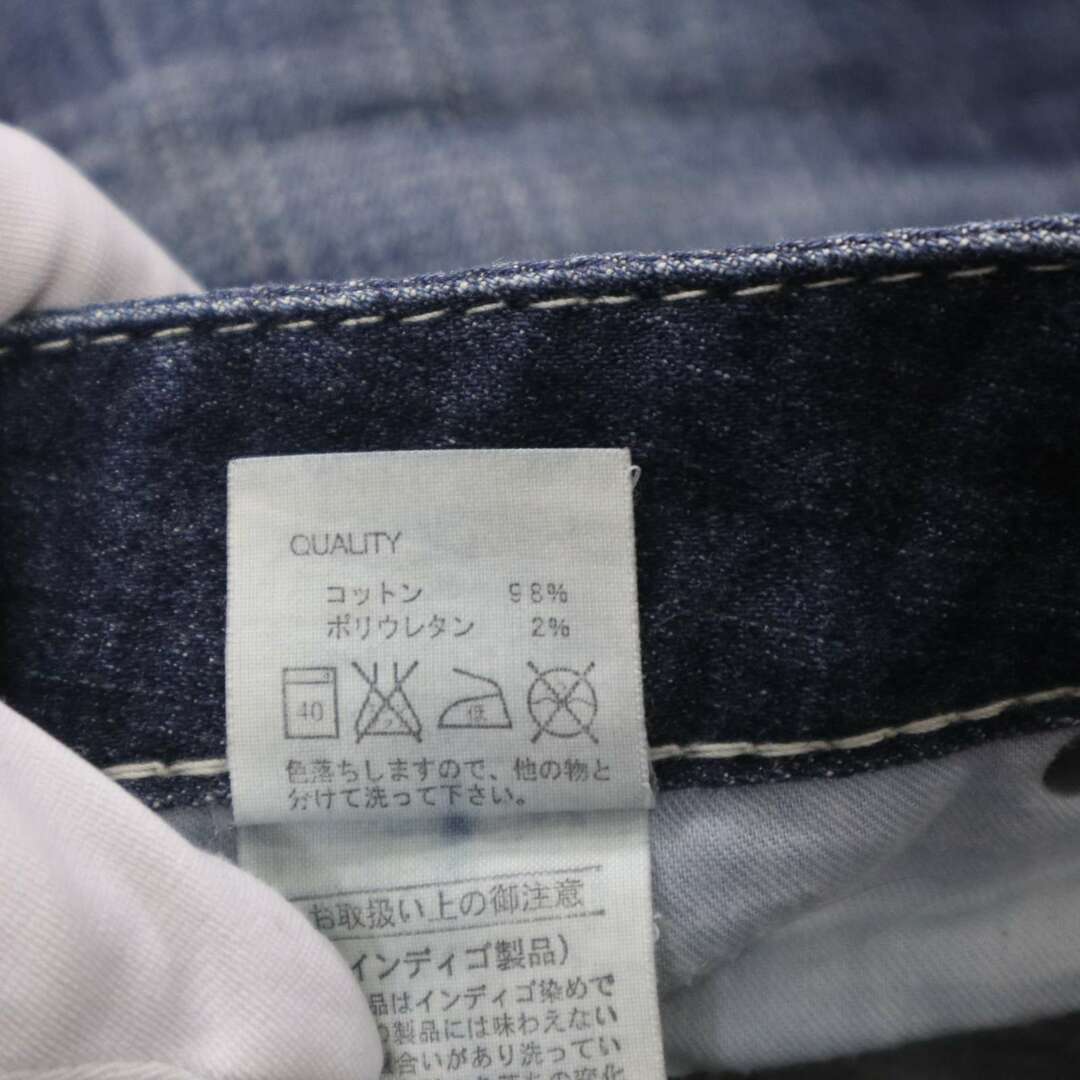 QUALITY
コットン 98%
ポリウレタン 2%
40 低
色落ちしますので、他の物と
分けて洗って下さい。
お取扱い上の御注意
インディゴ製品)
品はインディゴ染めで
の製品には味わえない
合いがあり洗ってい